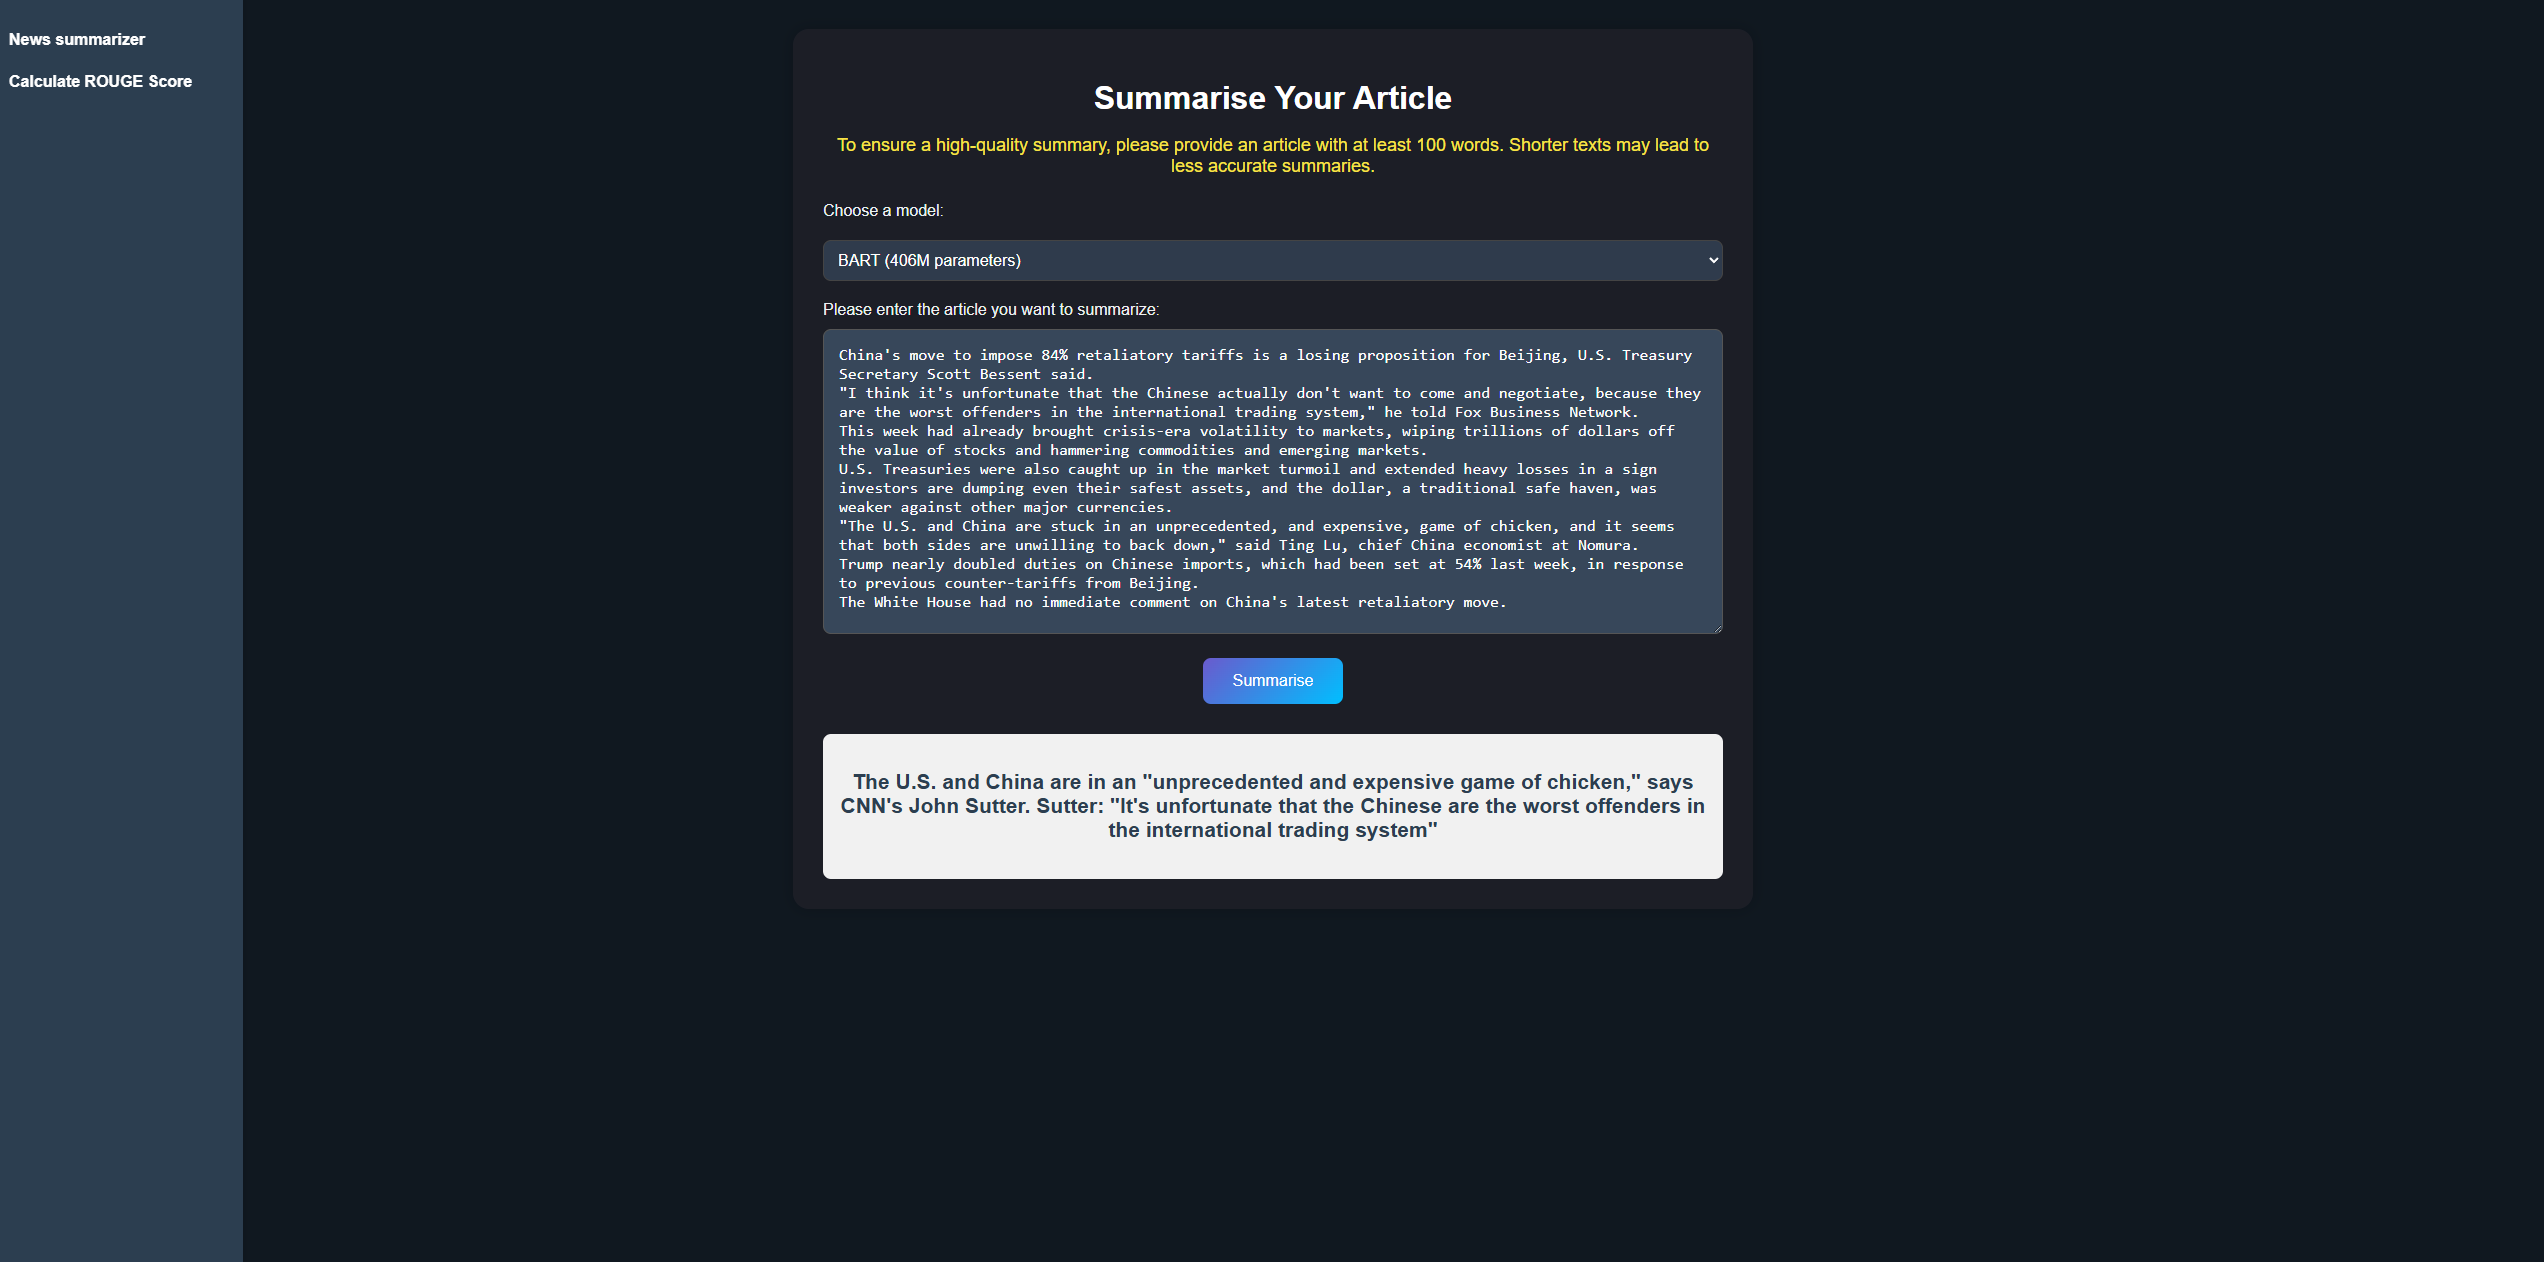 News summarizer
Calculate ROUGE Score
Summarise Your Article
To ensure a high-quality summary, please provide an article with at least 100 words. Shorter texts may lead to
less accurate summaries.
Choose a model:
BART (406M parameters)
Please enter the article you want to summarize:
China's move to impose 84% retaliatory tariffs is a losing proposition for Beijing, U.S. Treasury
Secretary Scott Bessent said.
"I think it's unfortunate that the Chinese actually don't want to come and negotiate, because they
are the worst offenders in the international trading system," he told Fox Business Network.
This week had already brought crisis-era volatility to markets, wiping trillions of dollars off
the value of stocks and hammering commodities and emerging markets.
U.S. Treasuries were also caught up in the market turmoil and extended heavy losses in a sign
investors are dumping even their safest assets, and the dollar, a traditional safe haven, was
weaker against other major currencies.
"The U.S. and China are stuck in an unprecedented, and expensive, game of chicken, and it seems
that both sides are unwilling to back down," said Ting Lu, chief China economist at Nomura.
Trump nearly doubled duties on Chinese imports, which had been set at 54% last week, in response
to previous counter-tariffs from Beijing.
The White House had no immediate comment on China's latest retaliatory move.
Summarise
The U.S. and China are in an "unprecedented and expensive game of chicken," says
CNN's John Sutter. Sutter: "It's unfortunate that the Chinese are the worst offenders in
the international trading system"